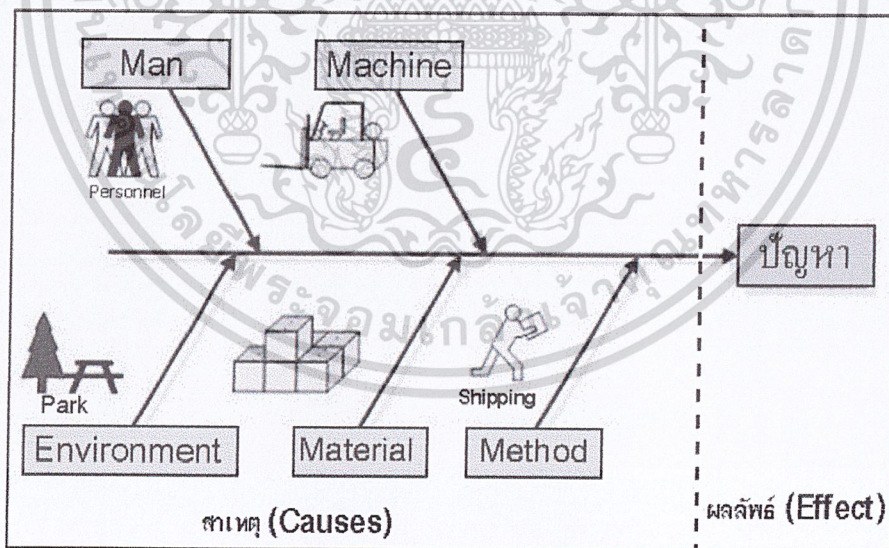 Man
Machine
Personnel
ปัญหา
Park
Shipping
Environment
Material
Method
สาเหตุ (Causes)
ผลลัพธ์ (Effect)